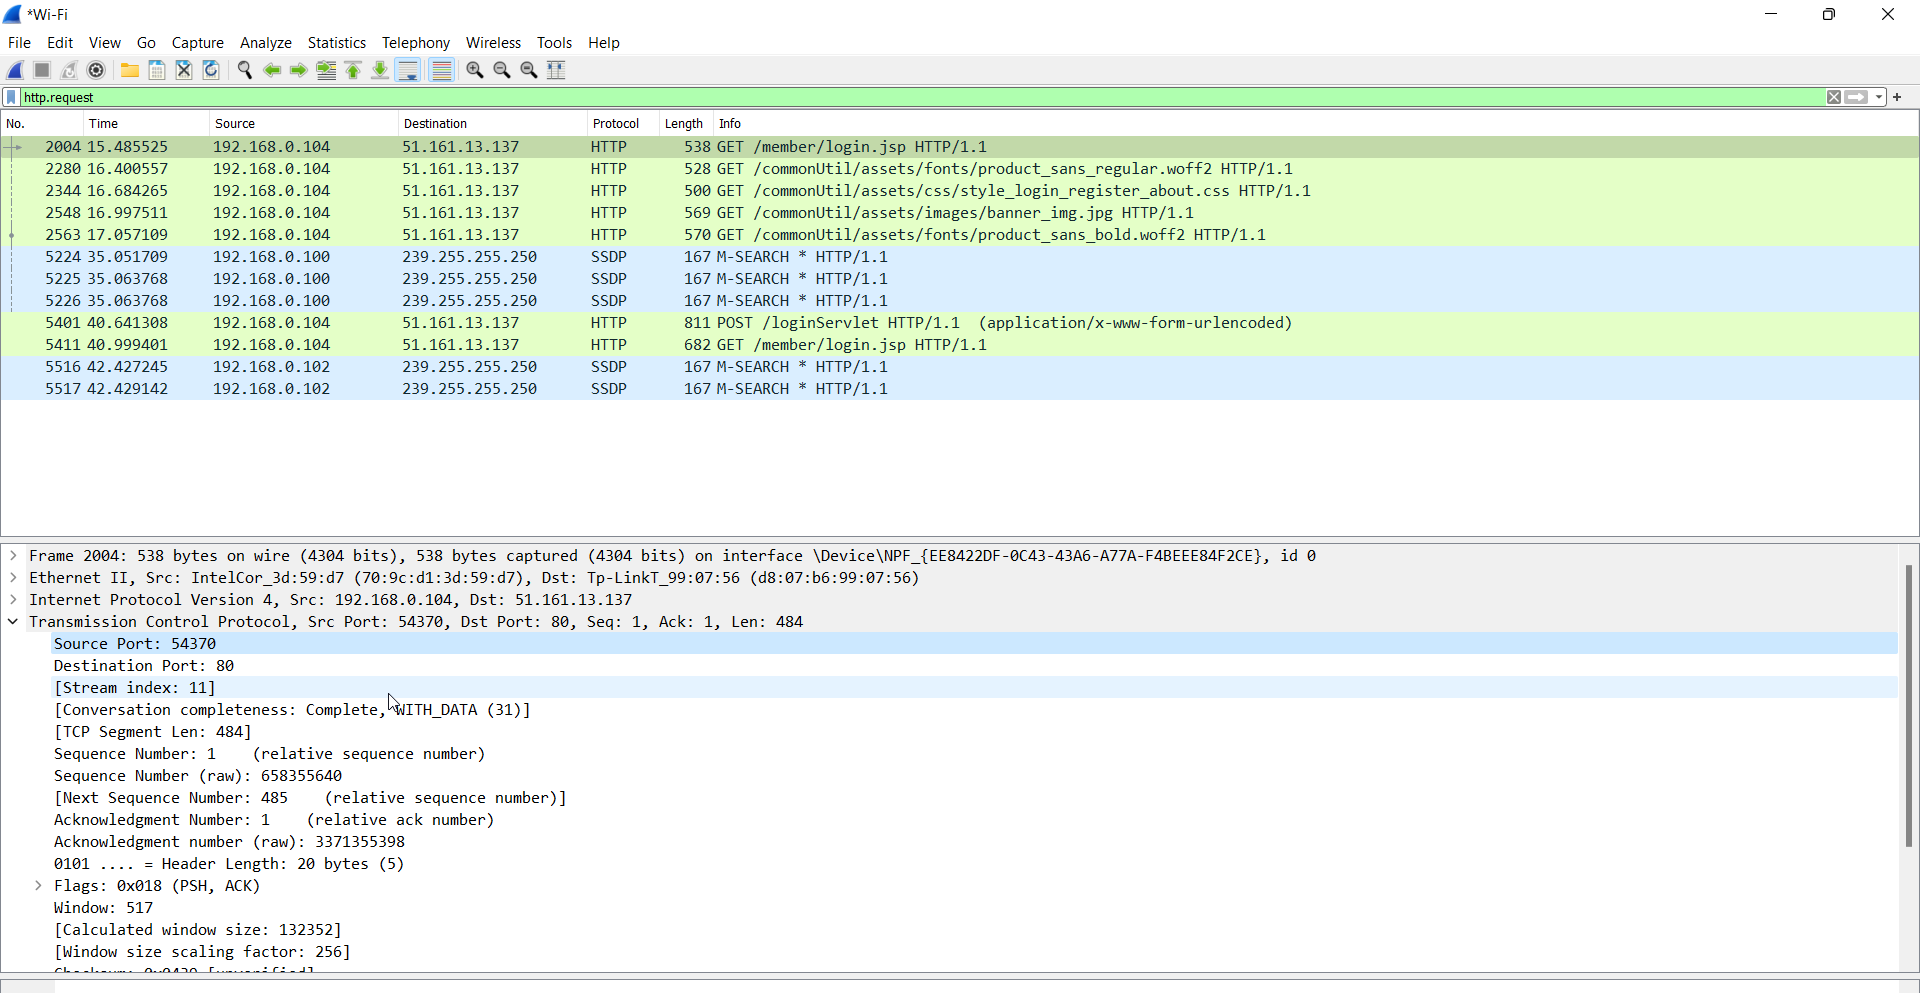 *Wi-Fi
File Edit View Go Capture Analyze Statistics Telephony Wireless Tools Help
http.request
No. Time Source Destination Protocol Length Info
2004 15.485525 192.168.0.104 51.161.13.137 HTTP 538 GET /member/login.jsp HTTP/1.1
2280 16.400557 192.168.0.104 51.161.13.137 HTTP 528 GET /commonUtil/assets/fonts/product_sans_regular.woff2 HTTP/1.1
2344 16.684265 192.168.0.104 51.161.13.137 HTTP 500 GET /commonUtil/assets/css/style_login_register_about.css HTTP/1.1
2548 16.997511 192.168.0.104 51.161.13.137 HTTP 569 GET /commonUtil/assets/images/banner_img.jpg HTTP/1.1
2563 17.057109 192.168.0.104 51.161.13.137 HTTP 570 GET /commonUtil/assets/fonts/product_sans_bold.woff2 HTTP/1.1
5224 35.051709 192.168.0.100 239.255.255.250 SSDP 167 M-SEARCH * HTTP/1.1
5225 35.063768 192.168.0.100 239.255.255.250 SSDP 167 M-SEARCH * HTTP/1.1
5226 35.063768 192.168.0.100 239.255.255.250 SSDP 167 M-SEARCH * HTTP/1.1
5401 40.641308 192.168.0.104 51.161.13.137 HTTP 811 POST /loginServlet HTTP/1.1 (application/x-www-form-urlencoded)
5411 40.999401 192.168.0.104 51.161.13.137 HTTP 682 GET /member/login.jsp HTTP/1.1
5516 42.427245 192.168.0.102 239.255.255.250 SSDP 167 M-SEARCH * HTTP/1.1
5517 42.429142 192.168.0.102 239.255.255.250 SSDP 167 M-SEARCH * HTTP/1.1
Frame 2004: 538 bytes on wire (4304 bits), 538 bytes captured (4304 bits) on interface \Device\NPF_{EE8422DF-0C43-43A6-A77A-F4BEEE84F2CE}, id 0
Ethernet II, Src: IntelCor_3d:59:d7 (70:9c:d1:3d:59:d7), Dst: Tp-LinkT_99:07:56 (d8:07:b6:99:07:56)
Internet Protocol Version 4, Src: 192.168.0.104, Dst: 51.161.13.137
Transmission Control Protocol, Src Port: 54370, Dst Port: 80, Seq: 1, Ack: 1, Len: 484
Source Port: 54370
Destination Port: 80
[Stream index: 11]
[Conversation completeness: Complete, WITH_DATA (31)]
[TCP Segment Len: 484]
Sequence Number: 1 (relative sequence number)
Sequence Number (raw): 658355640
[Next Sequence Number: 485 (relative sequence number)]
Acknowledgment Number: 1 (relative ack number)
Acknowledgment number (raw): 3371355398
0101 .... = Header Length: 20 bytes (5)
Flags: 0x018 (PSH, ACK)
Window: 517
[Calculated window size: 132352]
[Window size scaling factor: 256]